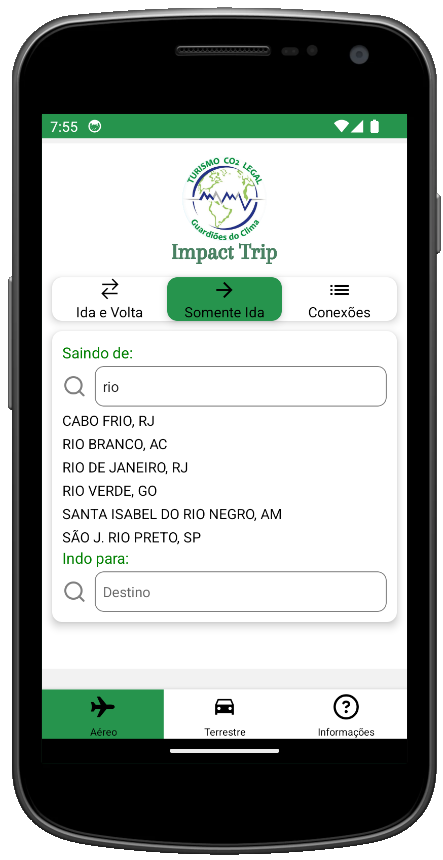 7:55
TURISMO CO2 LEGAL
Guardiões do Clima
Impact Trip
Ida e Volta
Somente Ida
Conexões
Saindo de:
rio
CABO FRIO, RJ
RIO BRANCO, AC
RIO DE JANEIRO, RJ
RIO VERDE, GO
SANTA ISABEL DO RIO NEGRO, AM
SÃO J. RIO PRETO, SP
Indo para:
Destino
Aéreo
Terrestre
Informações